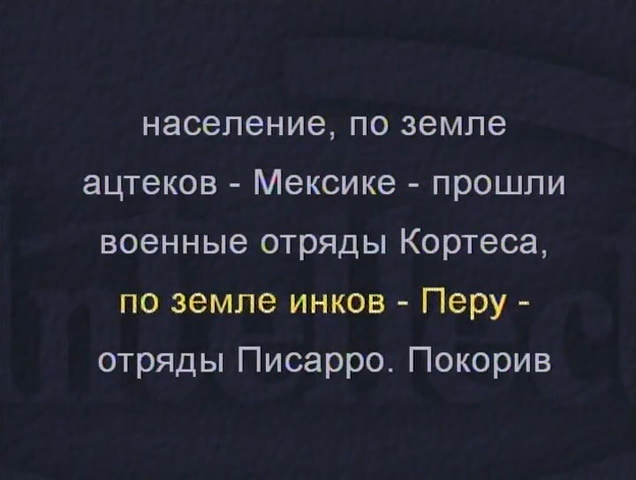 население, по земле
ацтеков - Мексике - прошли
военные отряды Кортеса,
по земле инков - Перу -
отряды Писарро. Покорив